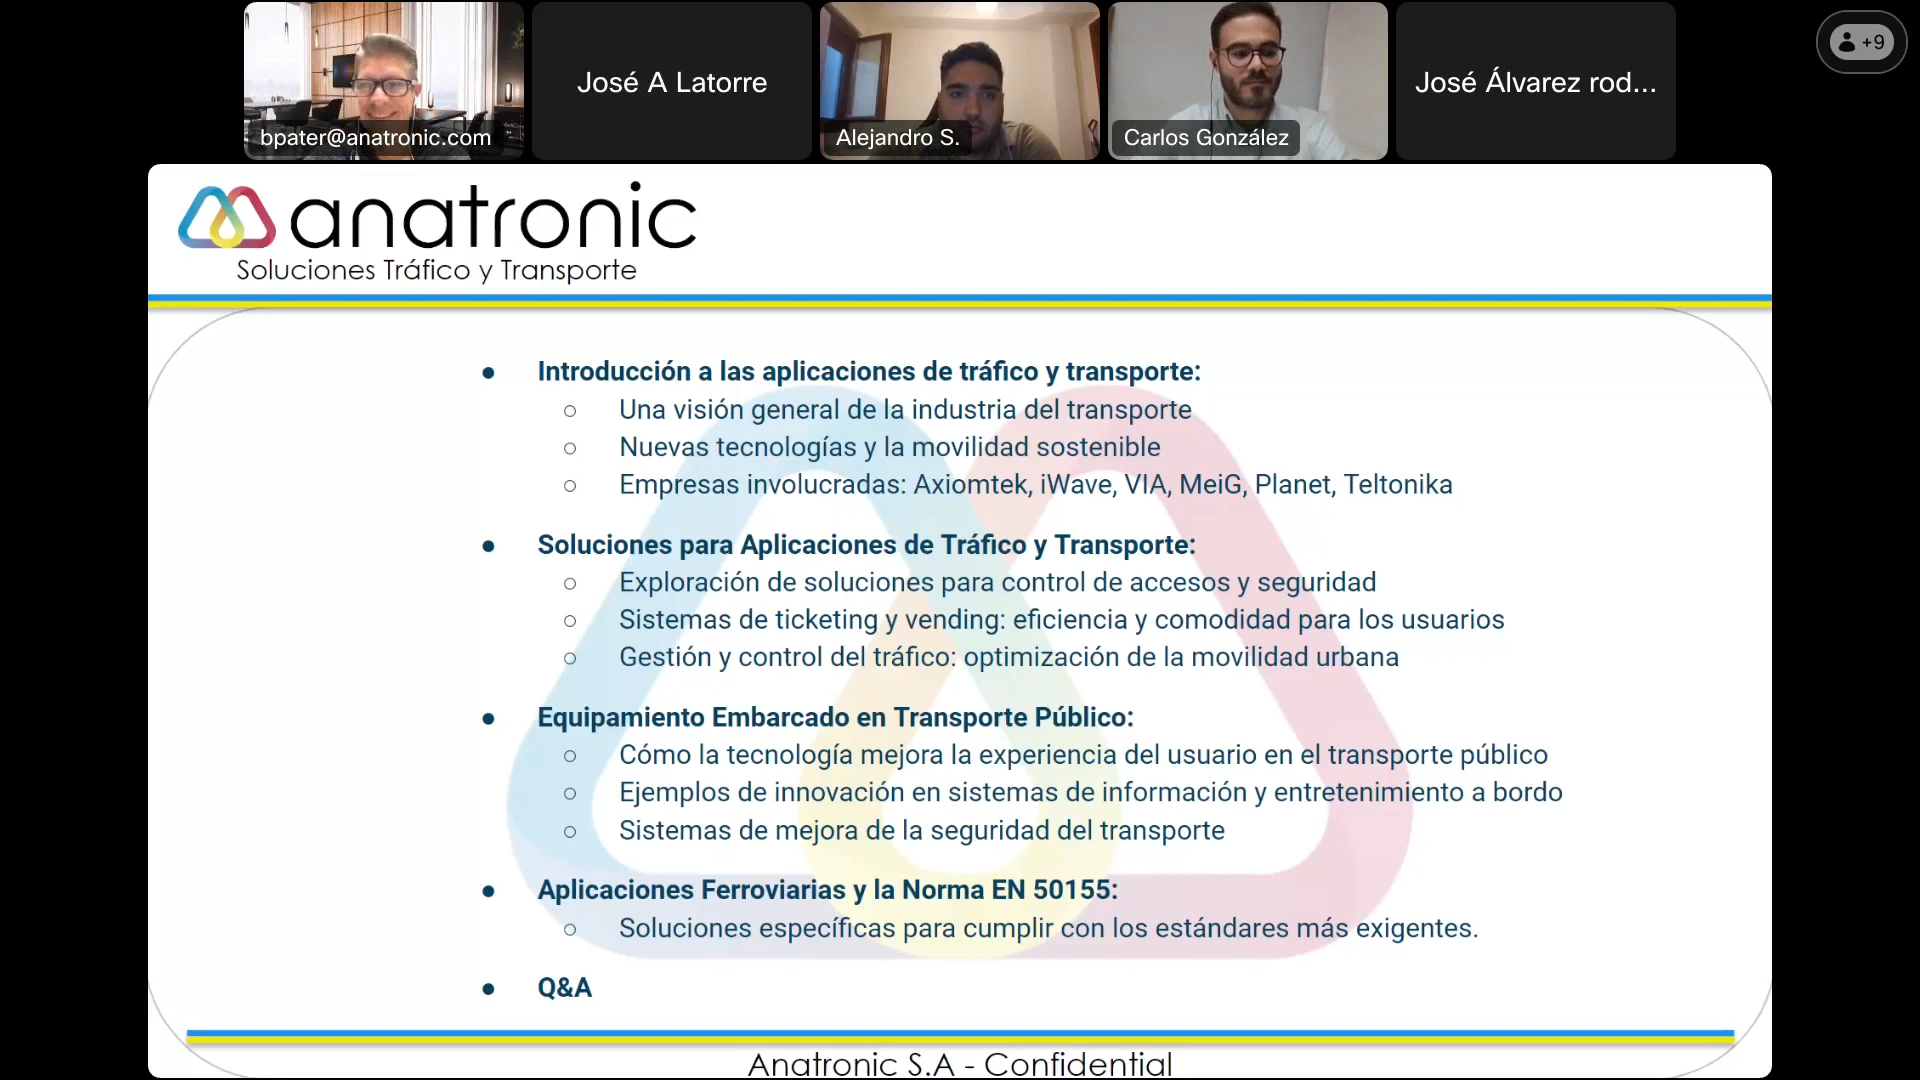 bpater@anatronic.com
José A Latorre
Alejandro S.
Carlos González
José Álvarez rod...
+9
anatronic
Soluciones Tráfico y Transporte
● Introducción a las aplicaciones de tráfico y transporte:
○ Una visión general de la industria del transporte
○ Nuevas tecnologías y la movilidad sostenible
○ Empresas involucradas: Axiomtek, iWave, VIA, MeiG, Planet, Teltonika
● Soluciones para Aplicaciones de Tráfico y Transporte:
○ Exploración de soluciones para control de accesos y seguridad
○ Sistemas de ticketing y vending: eficiencia y comodidad para los usuarios
○ Gestión y control del tráfico: optimización de la movilidad urbana
● Equipamiento Embarcado en Transporte Público:
○ Cómo la tecnología mejora la experiencia del usuario en el transporte público
○ Ejemplos de innovación en sistemas de información y entretenimiento a bordo
○ Sistemas de mejora de la seguridad del transporte
● Aplicaciones Ferroviarias y la Norma EN 50155:
○ Soluciones específicas para cumplir con los estándares más exigentes.
● Q&A
Anatronic S.A - Confidential